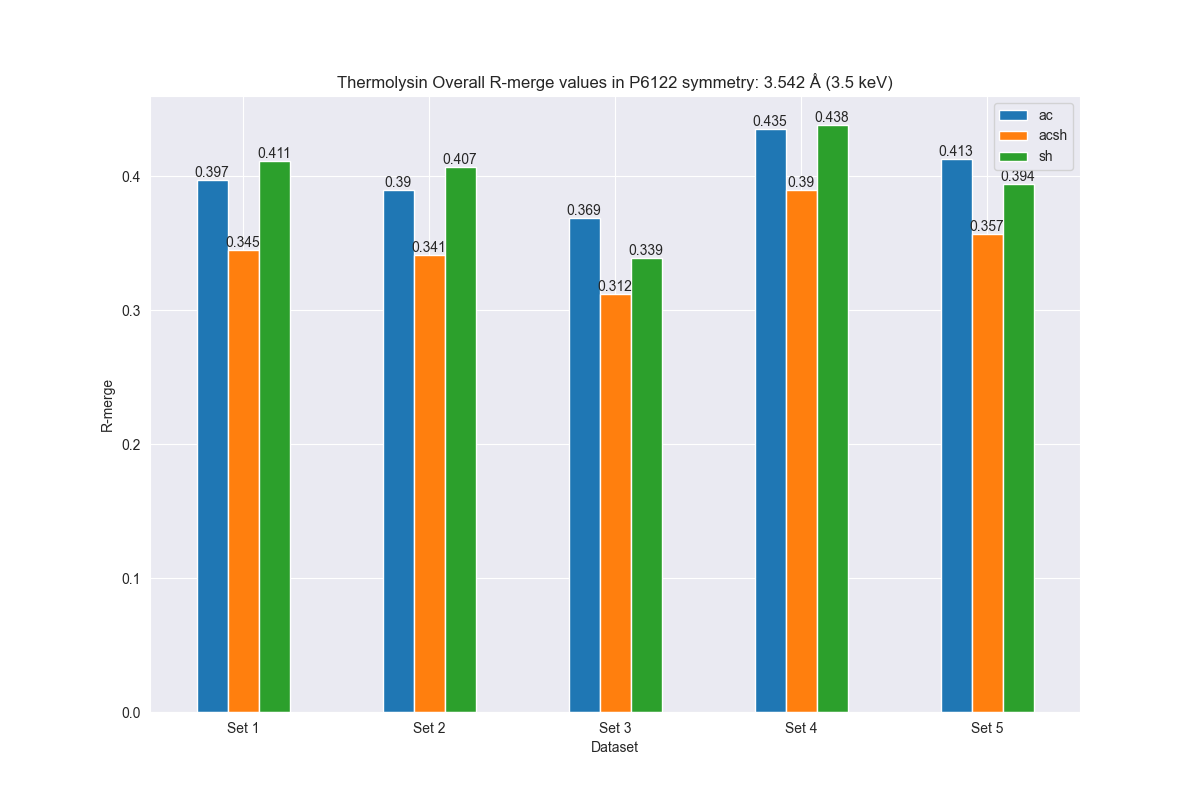 Thermolysin Overall R-merge values in P6122 symmetry: 3.542 Å (3.5 keV)
ac
acsh
sh
0.435
0.438
0.411
0.407
0.413
0.397
0.39
0.39
0.394
0.369
0.357
0.345
0.341
0.339
0.312
0.4
0.3
0.2
0.1
0.0
R-merge
Set 1
Set 2
Set 3
Set 4
Set 5
Dataset